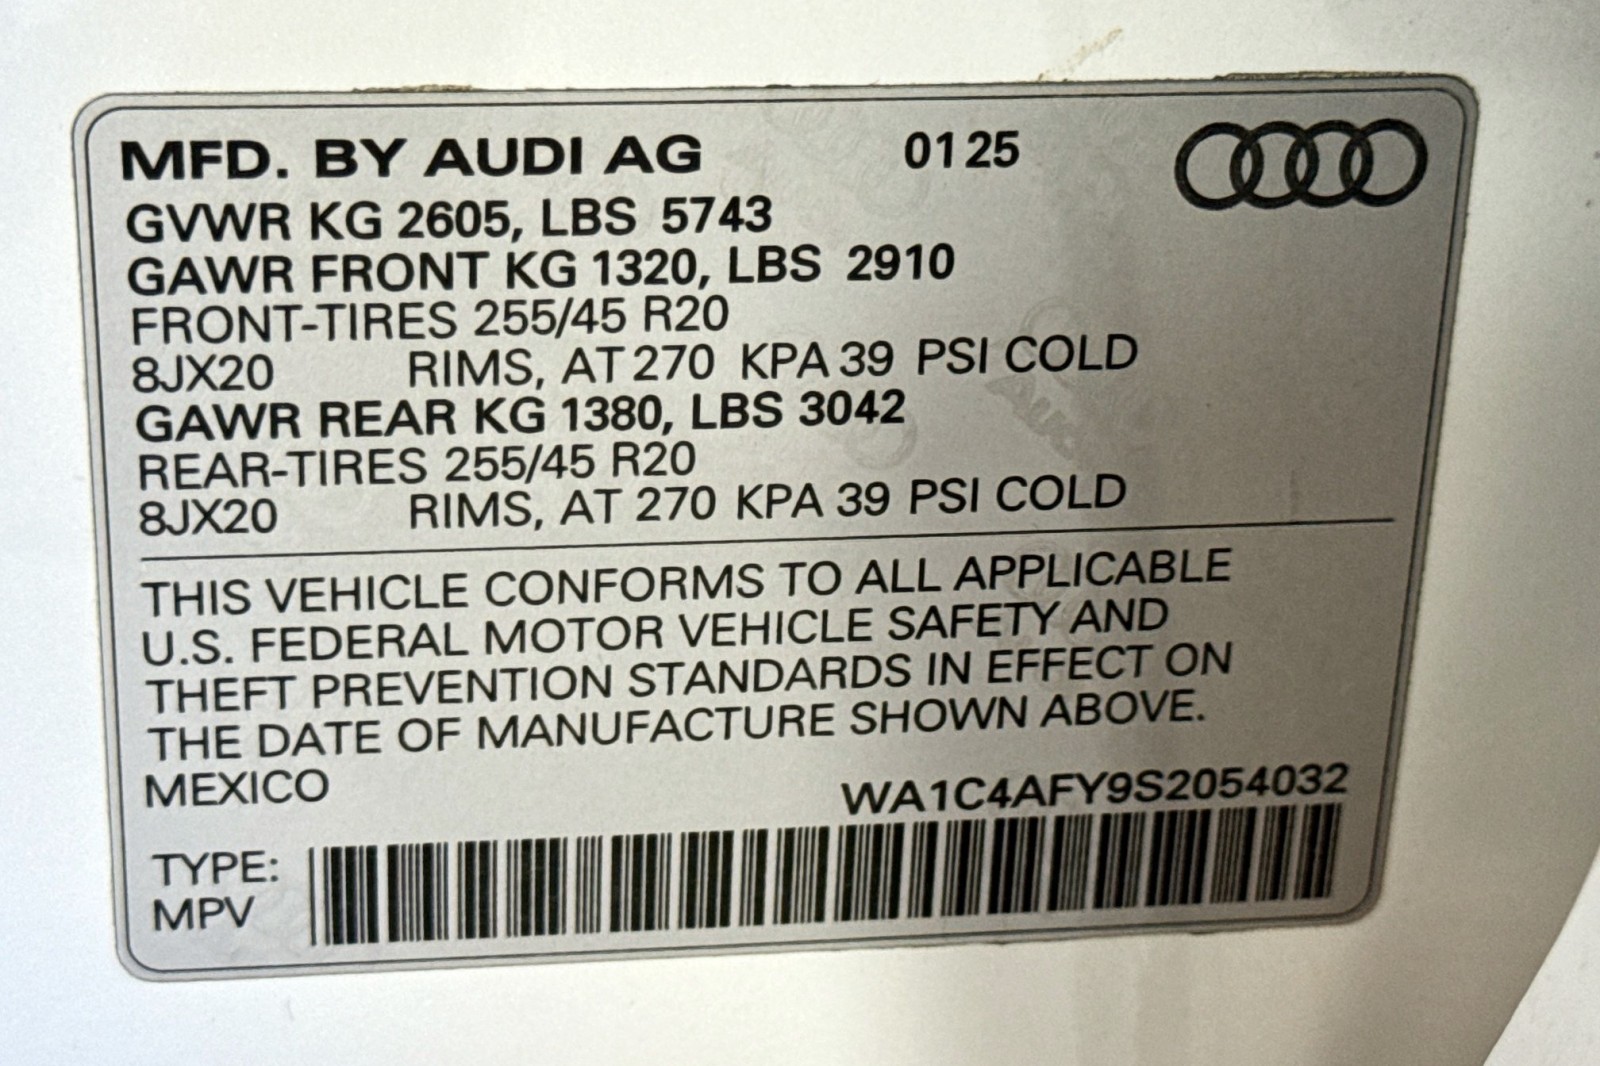 MFD. BY AUDI AG 01 25
GVWR KG 2605, LBS 5743
GAWR FRONT KG 1320, LBS 2910
FRONT-TIRES 255/45 R20
8JX20 RIMS, AT 270 KPA 39 PSI COLD
GAWR REAR KG 1380, LBS 3042
REAR-TIRES 255/45 R20
8JX20 RIMS, AT 270 KPA 39 PSI COLD
THIS VEHICLE CONFORMS TO ALL APPLICABLE
U.S. FEDERAL MOTOR VEHICLE SAFETY AND
THEFT PREVENTION STANDARDS IN EFFECT ON
THE DATE OF MANUFACTURE SHOWN ABOVE.
MEXICO WA1C4AFY9S2054032
TYPE:
MPV